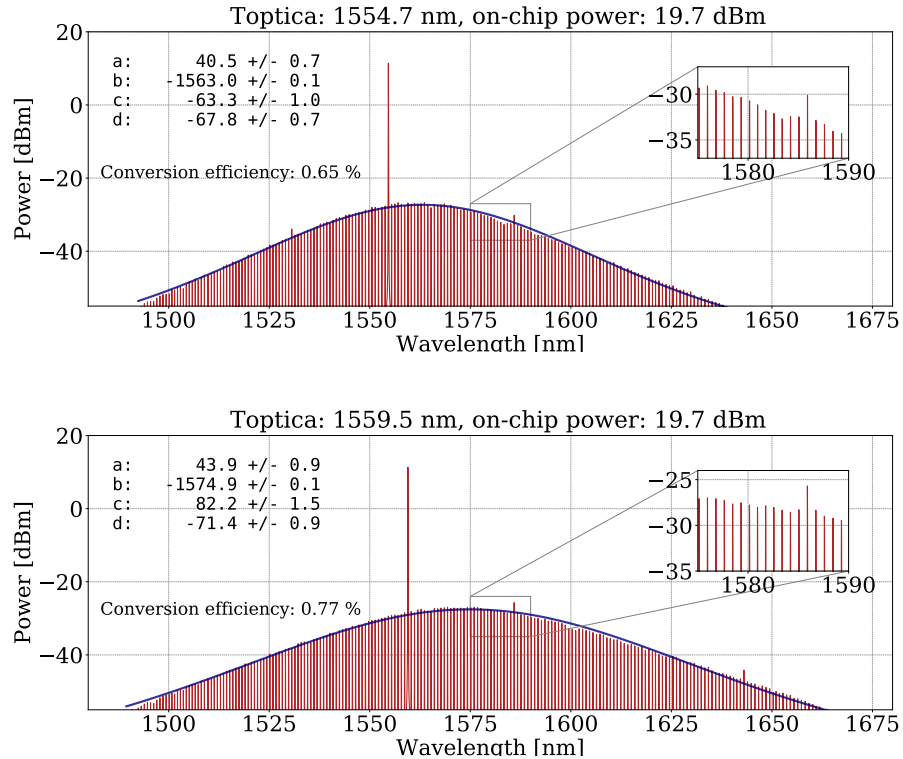 Toptica: 1554.7 nm, on-chip power: 19.7 dBm
20
0
−20
−40
Power [dBm]
a: 40.5 +/- 0.7
b: -1563.0 +/- 0.1
c: -63.3 +/- 1.0
d: -67.8 +/- 0.7
Conversion efficiency: 0.65 %
−30
−35
1580 1590
1500 1525 1550 1575 1600 1625 1650 1675
Wavelength [nm]
Toptica: 1559.5 nm, on-chip power: 19.7 dBm
20
0
−20
−40
Power [dBm]
a: 43.9 +/- 0.9
b: -1574.9 +/- 0.1
c: 82.2 +/- 1.5
d: -71.4 +/- 0.9
Conversion efficiency: 0.77 %
−25
−30
−35
1580 1590
1500 1525 1550 1575 1600 1625 1650 1675
Wavelength [nm]